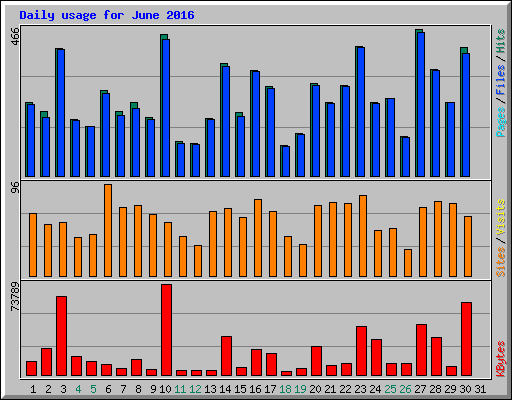 Daily usage for June 2016
466
Pages / Files / Hits
96
Sites / Visits
73789
KBytes
1 2 3 4 5 6 7 8 9 10 11 12 13 14 15 16 17 18 19 20 21 22 23 24 25 26 27 28 29 30 31